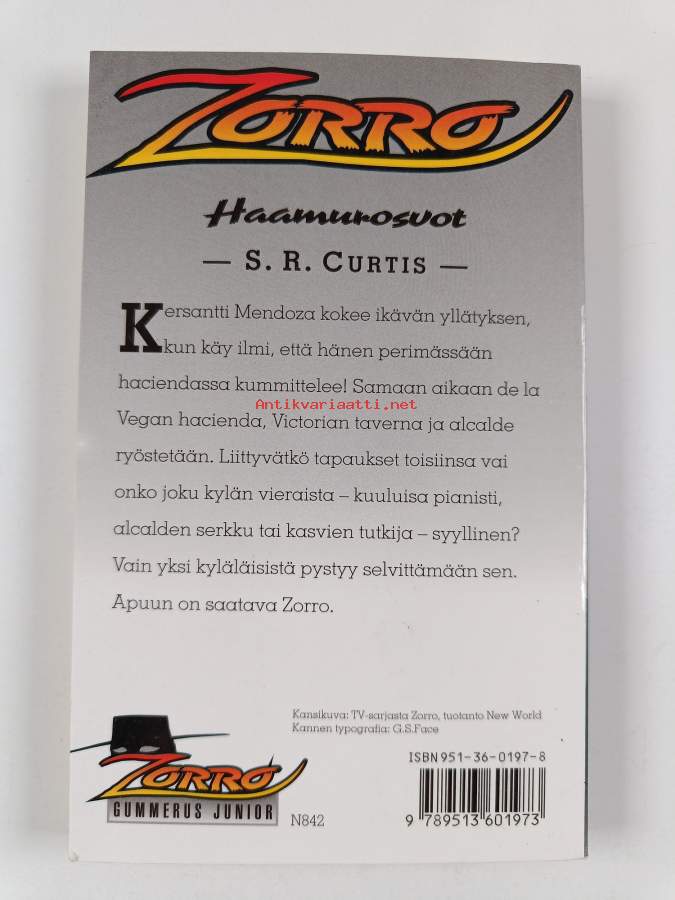 ZORRO
Haamurosvot
— S. R. CURTIS —
Kersantti Mendoza kokee ikävän yllätyksen,
kun käy ilmi, että hänen perimässään
haciendassa kummittelee! Samaan aikaan de la
Antikvariaatti.net
Vegan hacienda, Victorian taverna ja alcalde
ryöstetään. Liittyvätkö tapaukset toisiinsa vai
onko joku kylän vieraista – kuuluisa pianisti,
alcalden serkku tai kasvien tutkija – syyllinen?
Vain yksi kyläläisistä pystyy selvittämään sen.
Apuun on saatava Zorro.
Kansikuva: TV-sarjasta Zorro, tuotanto New World
Kannen typografia: G.S.Face
ZORRO
GUMMERUS JUNIOR
N842
ISBN 951-36-0197-8
9 789513 601973